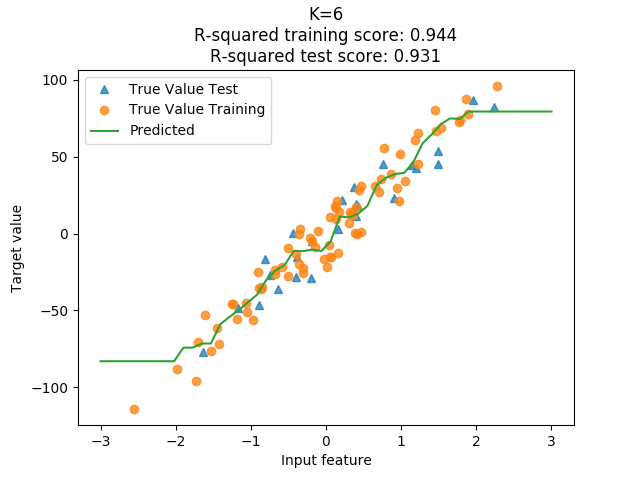 K=6
R-squared training score: 0.944
R-squared test score: 0.931
100
50
0
−50
−100
Target value
True Value Test
True Value Training
Predicted
−3
−2
−1
0
1
2
3
Input feature